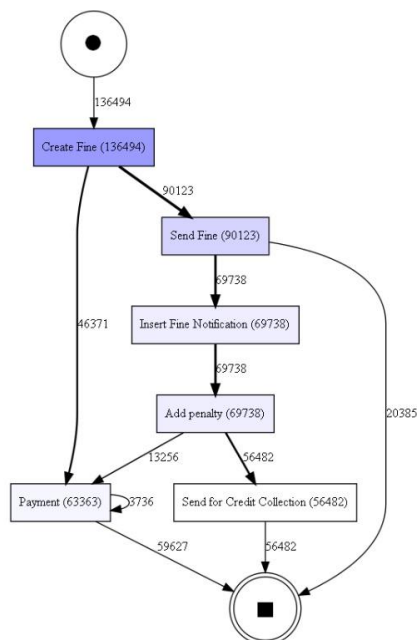 136494
Create Fine (136494)
90123
Send Fine (90123)
69738
46371
Insert Fine Notification (69738)
69738
20385
Add penalty (69738)
13256
56482
Payment (63363)
3736
Send for Credit Collection (56482)
59627
56482